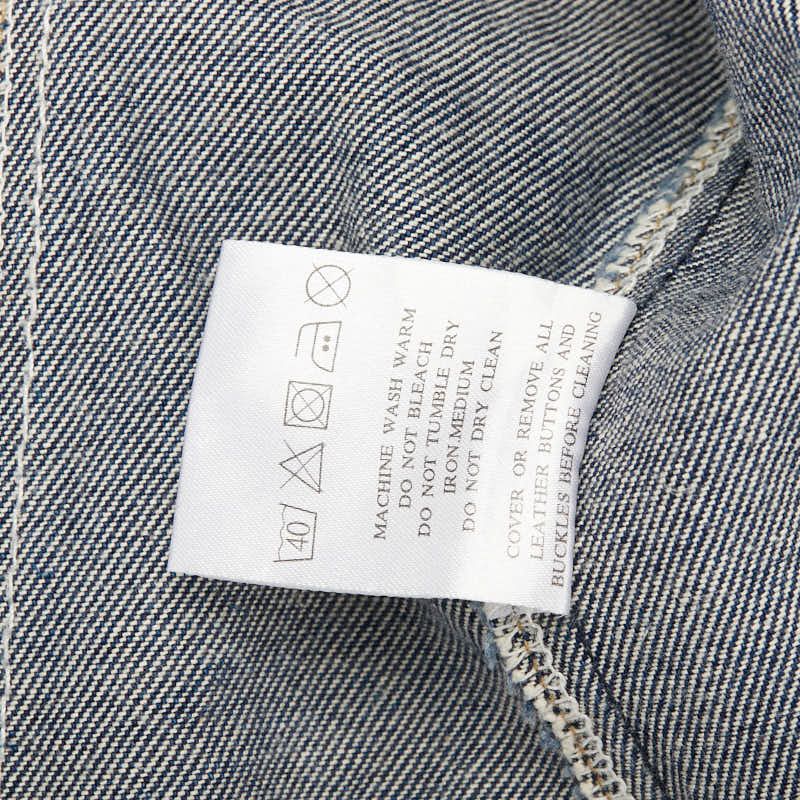 40
MACHINE WASH WARM
DO NOT BLEACH
DO NOT TUMBLE DRY
IRON MEDIUM
DO NOT DRY CLEAN
COVER OR REMOVE ALL
LEATHER BUTTONS AND
BUCKLES BEFORE CLEANING